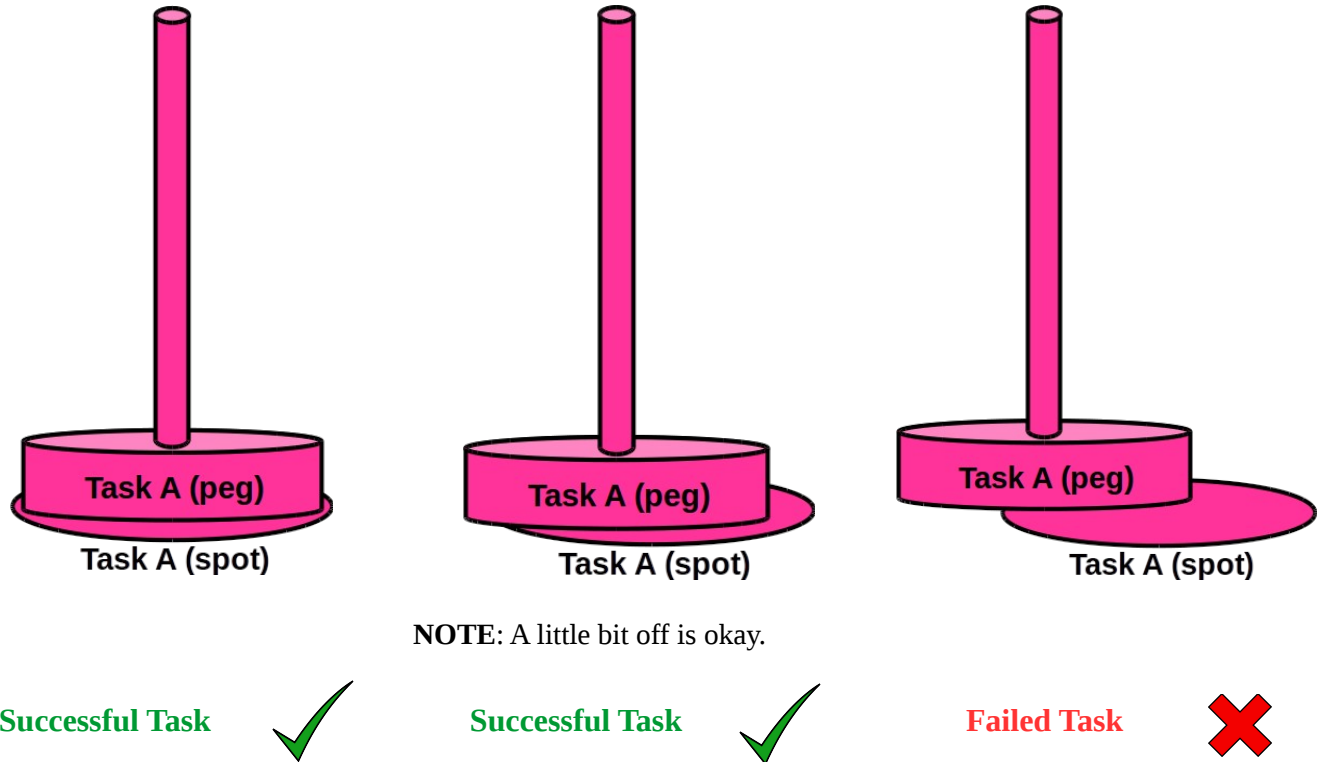 Task A (peg)
Task A (spot)
Task A (peg)
Task A (spot)
Task A (peg)
Task A (spot)
NOTE: A little bit off is okay.
Successful Task
Successful Task
Failed Task